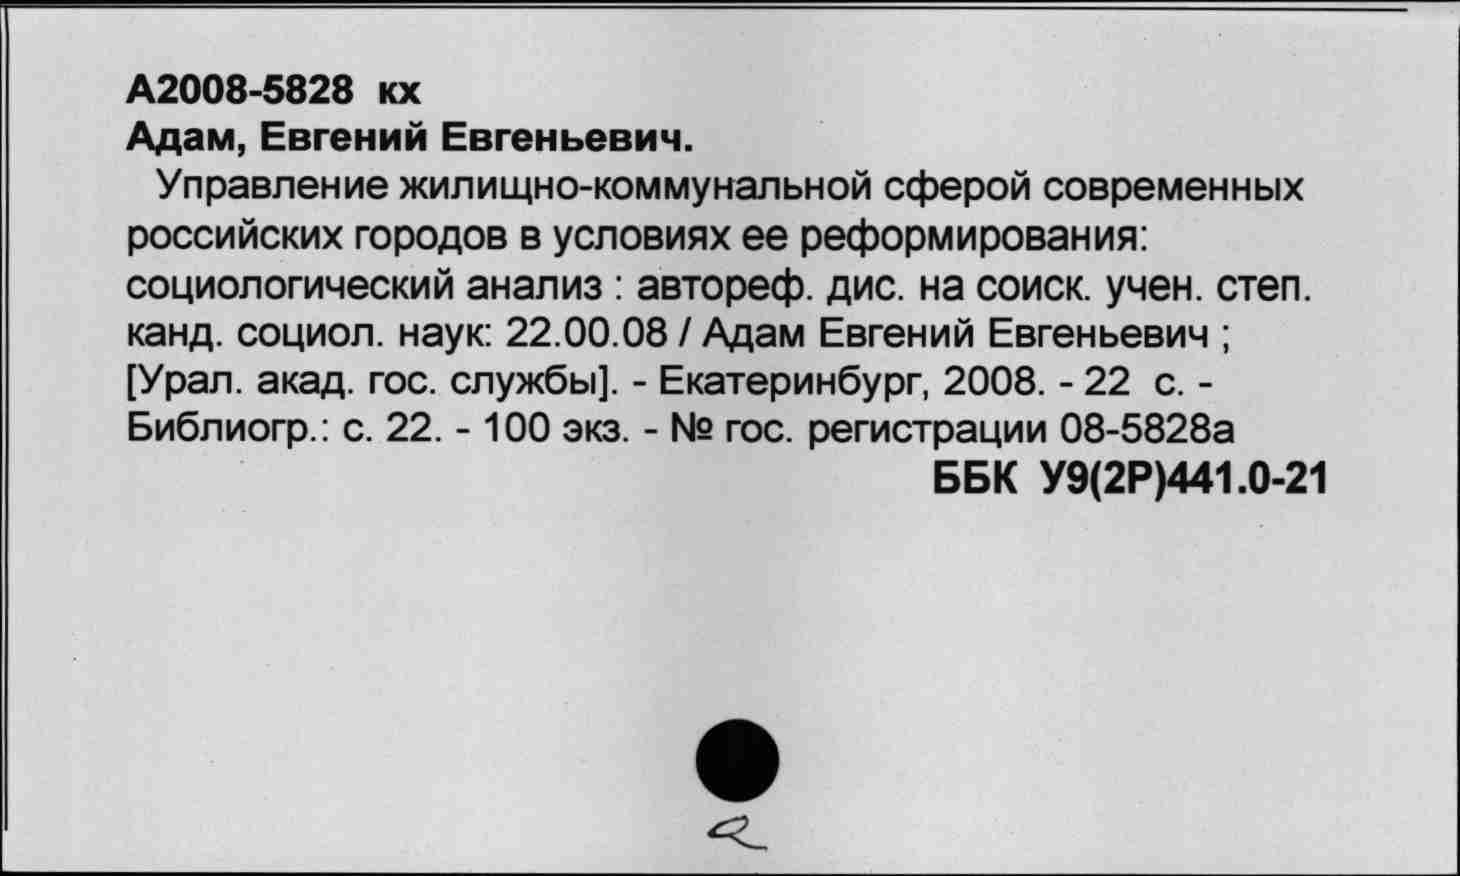 А2008-5828 кх
Адам, Евгений Евгеньевич.
Управление жилищно-коммунальной сферой современных
российских городов в условиях ее реформирования:
социологический анализ : автореф. дис. на соиск. учен. степ.
канд. социол. наук: 22.00.08 / Адам Евгений Евгеньевич ;
[Урал. акад. гос. службы]. - Екатеринбург, 2008. - 22 с. -
Библиогр.: с. 22. - 100 экз. - № гос. регистрации 08-5828а
ББК У9(2Р)441.0-21